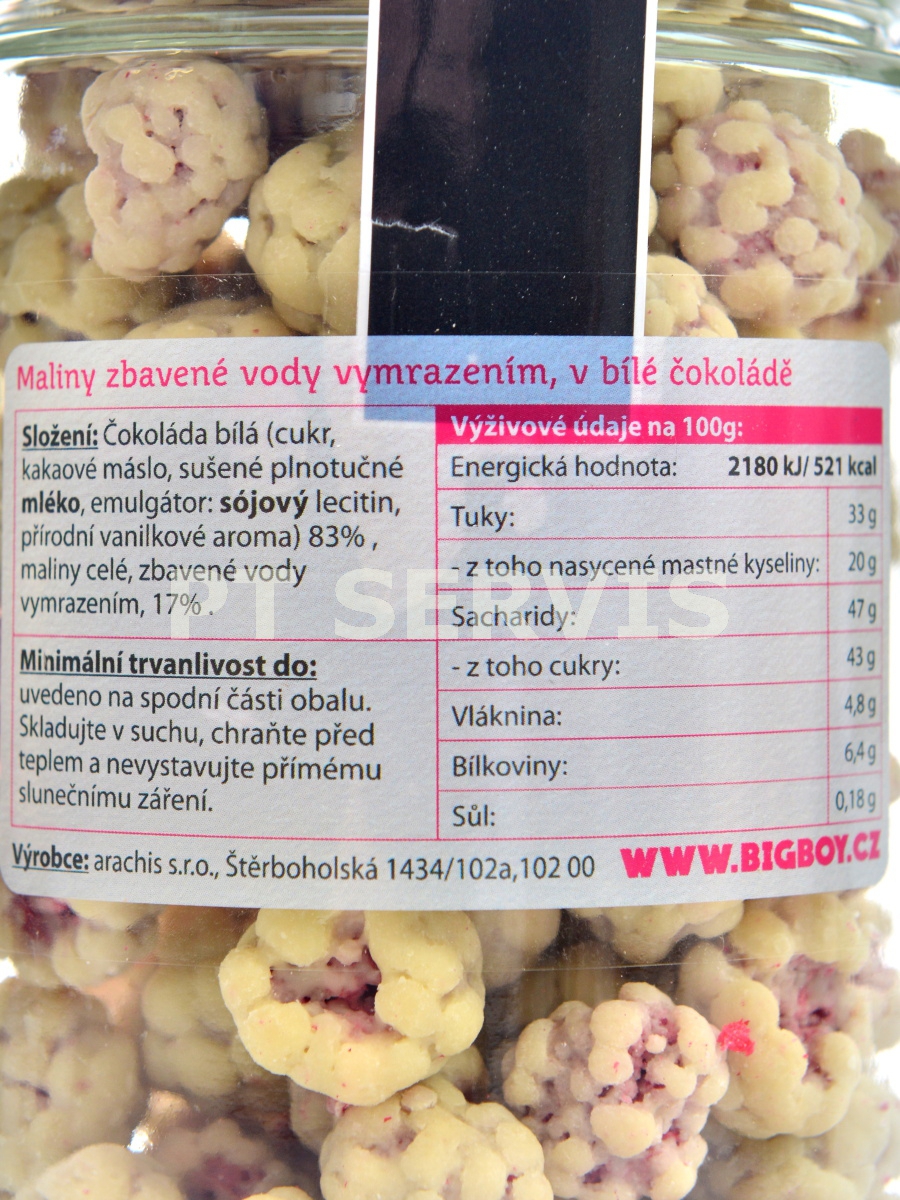 Maliny zbavené vody vymrazením, v bílé čokoládě
Složení: Čokoláda bílá (cukr,
kakaové máslo, sušené plnotučné
mléko, emulgátor: sójový lecitin,
přírodní vanilkové aroma) 83% ,
maliny celé, zbavené vody
vymrazením, 17% .
Minimální trvanlivost do:
uvedeno na spodní části obalu.
Skladujte v suchu, chraňte před
teplem a nevystavujte přímému
slunečnímu záření.
Výživové údaje na 100g:
Energická hodnota: 2180 kJ/ 521 kcal
Tuky: 33 g
- z toho nasycené mastné kyseliny: 20 g
Sacharidy: 47 g
- z toho cukry: 43 g
Vláknina: 4,8 g
Bílkoviny: 6,4 g
Sůl: 0,18 g
Výrobce: arachis s.r.o., Štěrboholská 1434/102a,102 00
WWW.BIGBOY.CZ
PT SERVIS